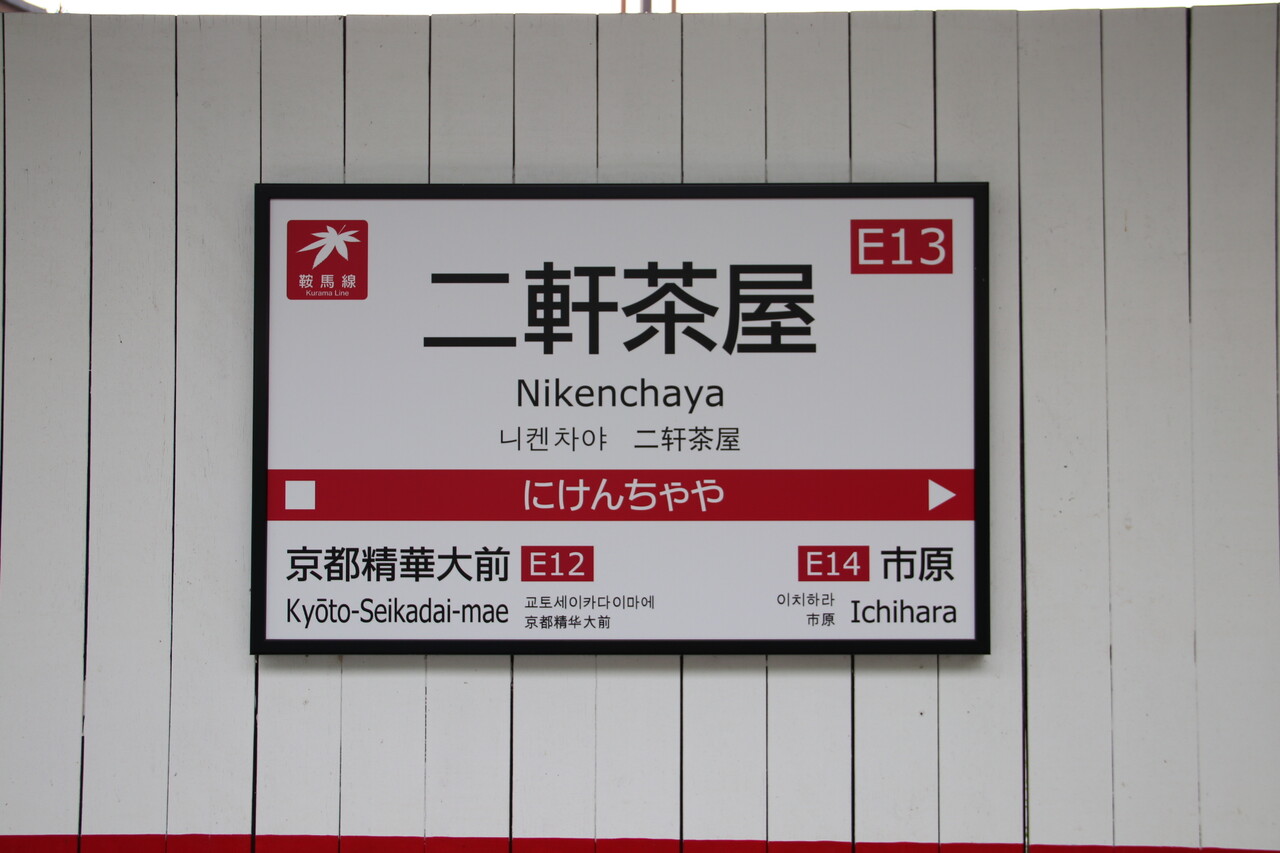 鞍馬線
Kurama Line
E13
二軒茶屋
Nikenchaya
니켄차야 二轩茶屋
にけんちゃや
京都精華大前 E12
Kyōto-Seikadai-mae
교토세이카다이마에
京都精华大前
E14 市原
이치하라
市原
Ichihara